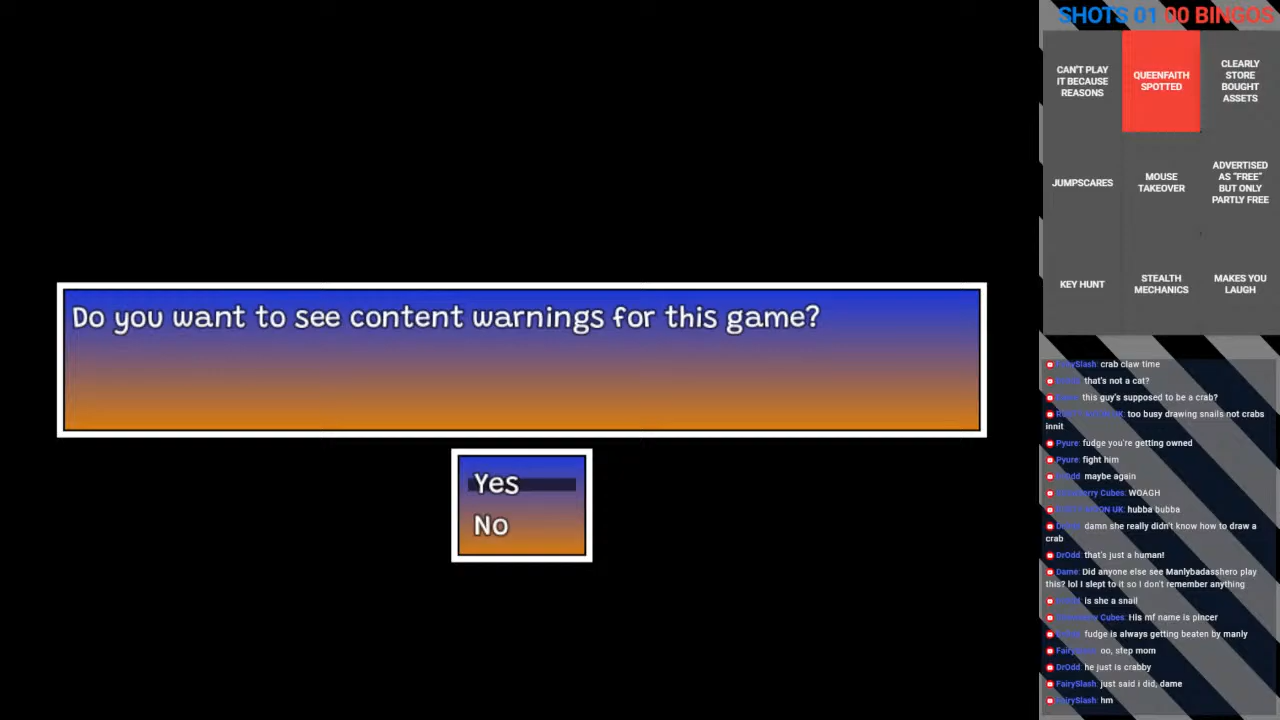 SHOTS 01 00 BINGOS
CAN'T PLAY
IT BECAUSE
REASONS
QUEENFAITH
SPOTTED
CLEARLY
STORE
BOUGHT
ASSETS
JUMPSCARES
MOUSE
TAKEOVER
ADVERTISED
AS "FREE"
BUT ONLY
PARTLY FREE
KEY HUNT
STEALTH
MECHANICS
MAKES YOU
LAUGH
Do you want to see content warnings for this game?
Yes
No
FairySlash: crab claw time
that's not a cat?
this guy's supposed to be a crab?
too busy drawing snails not crabs
innit
Pyure: fudge you're getting owned
Pyure: fight him
DrOdd: maybe again
Cubes: WOAGH
UK: hubba bubba
damn she really didn't know how to draw a
crab
DrOdd: that's just a human!
Dame: Did anyone else see Manlybadasshero play
this? lol I slept to it so I don't remember anything
is she a snail
Cubes: His mf name is pincer
fudge is always getting beaten by manly
FairySlash: oo, step mom
DrOdd: he just is crabby
FairySlash: just said i did, dame
FairySlash: hm